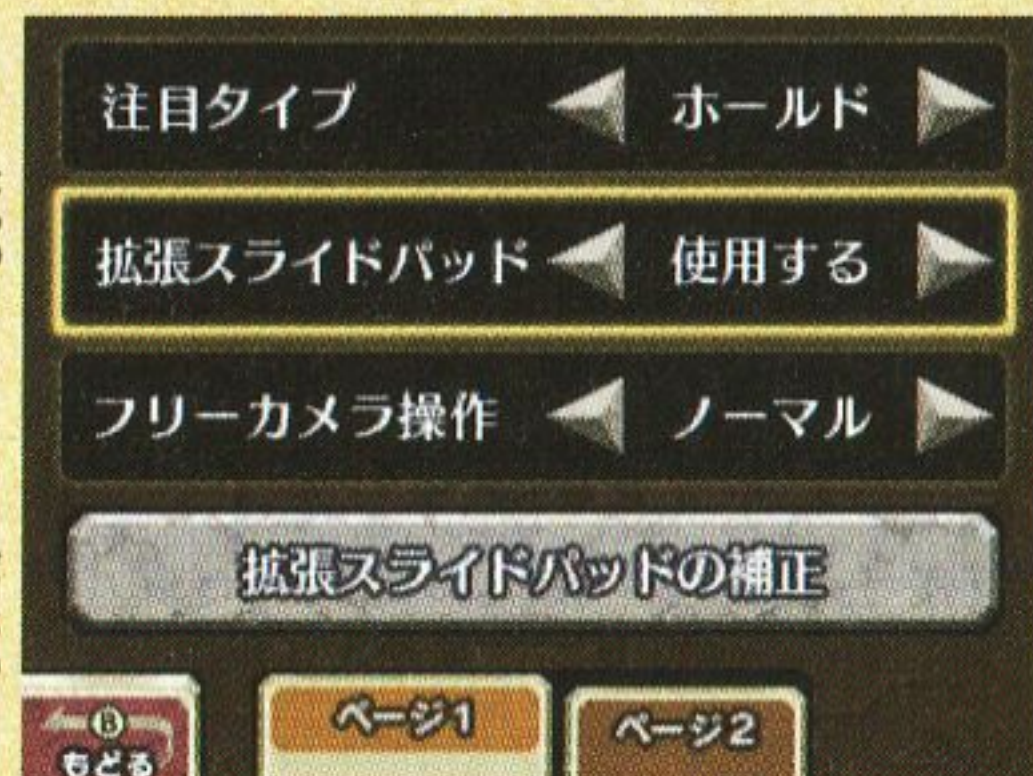 注目タイプ ホールド
拡張スライドパッド 使用する
フリーカメラ操作 ノーマル
拡張スライドパッドの補正
B
もどる
ページ1
ページ2